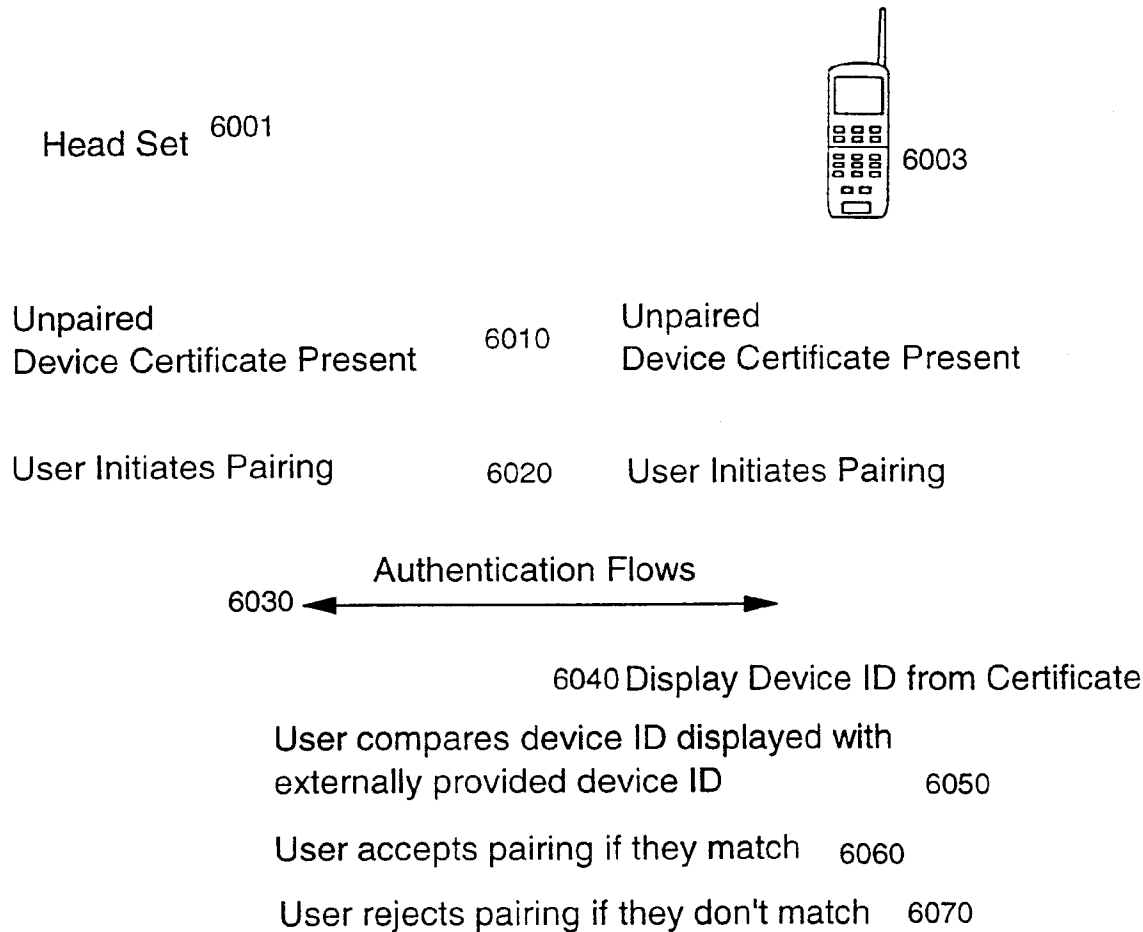 Head Set 6001
6003
Unpaired
Device Certificate Present
6010
Unpaired
Device Certificate Present
User Initiates Pairing 6020 User Initiates Pairing
Authentication Flows
6030
6040 Display Device ID from Certificate
User compares device ID displayed with
externally provided device ID 6050
User accepts pairing if they match 6060
User rejects pairing if they don't match 6070